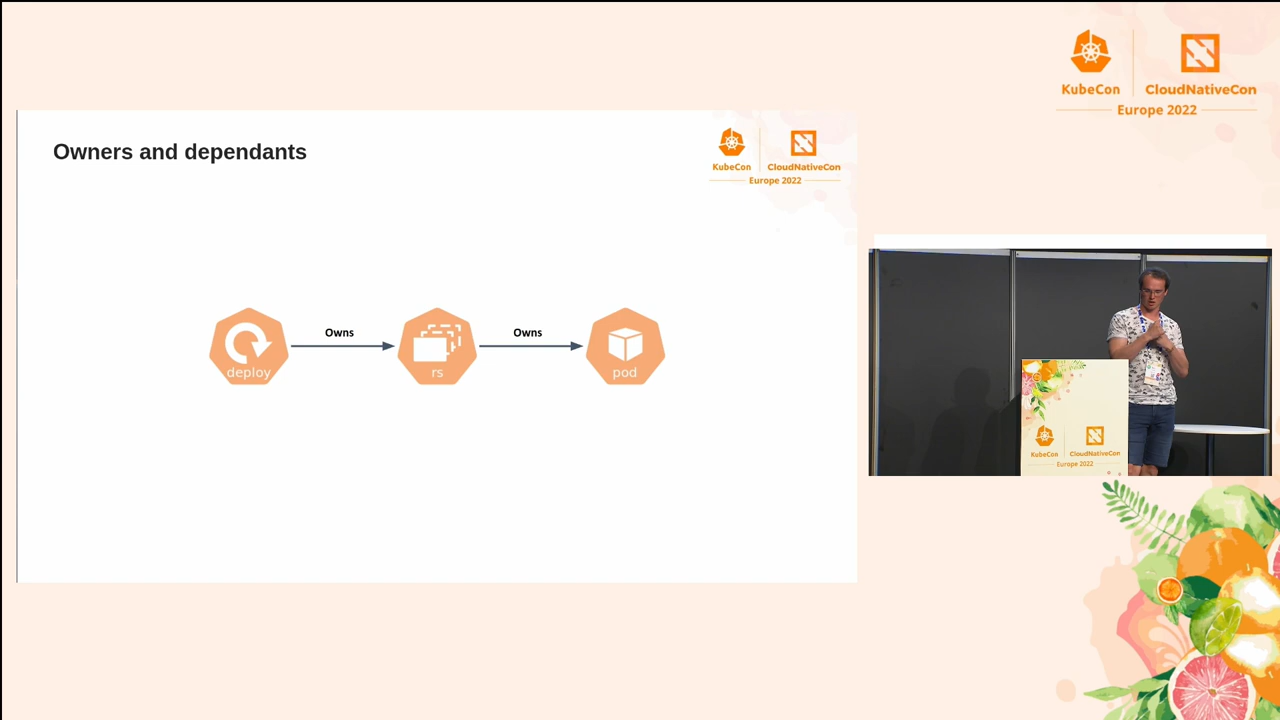 KubeCon
CloudNativeCon
Europe 2022
Owners and dependants
KubeCon
CloudNativeCon
Europe 2022
Owns
Owns
deploy
rs
pod
KubeCon
CloudNativeCon
Europe 2022